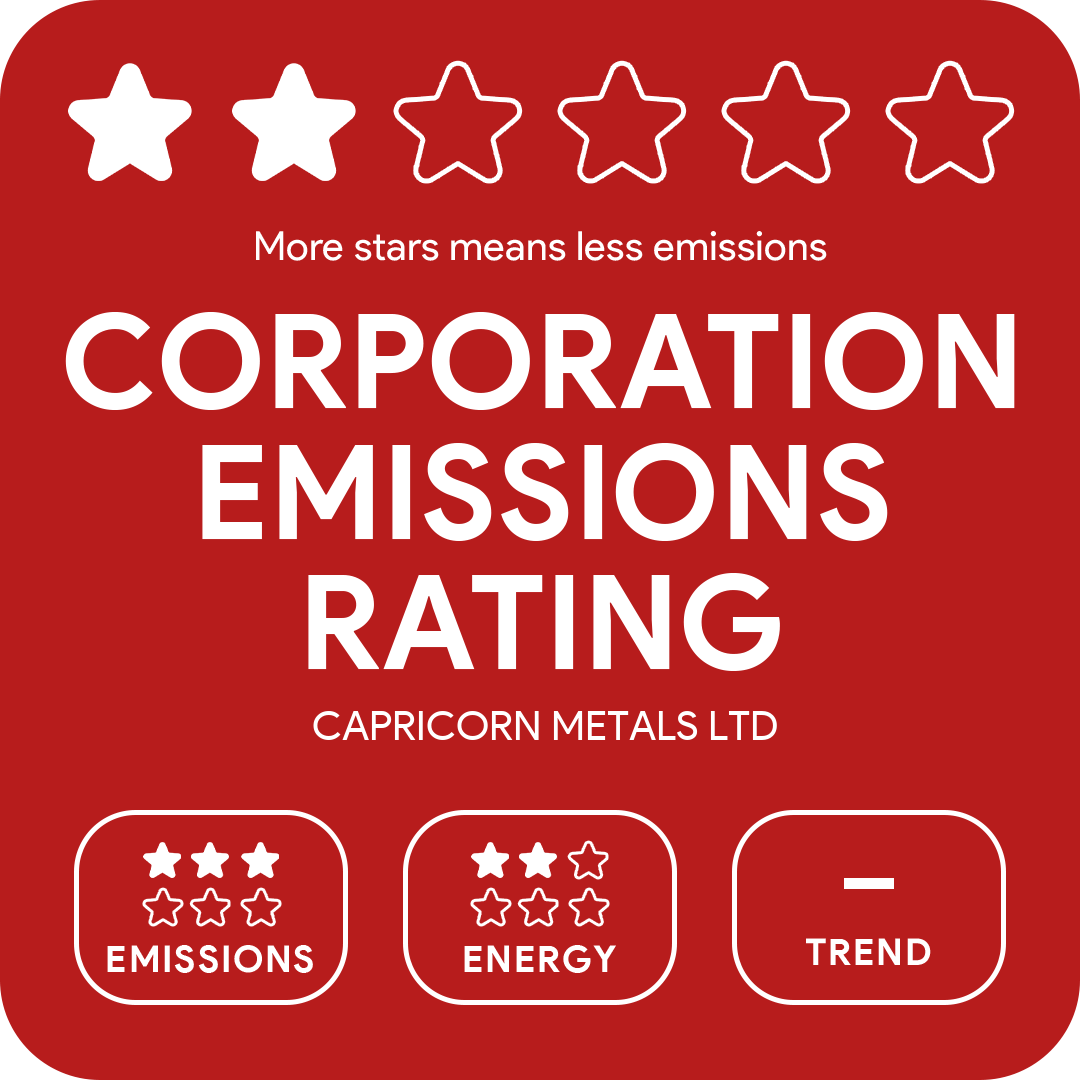 More stars means less emissions
CORPORATION
EMISSIONS
RATING
CAPRICORN METALS LTD
EMISSIONS
ENERGY
TREND